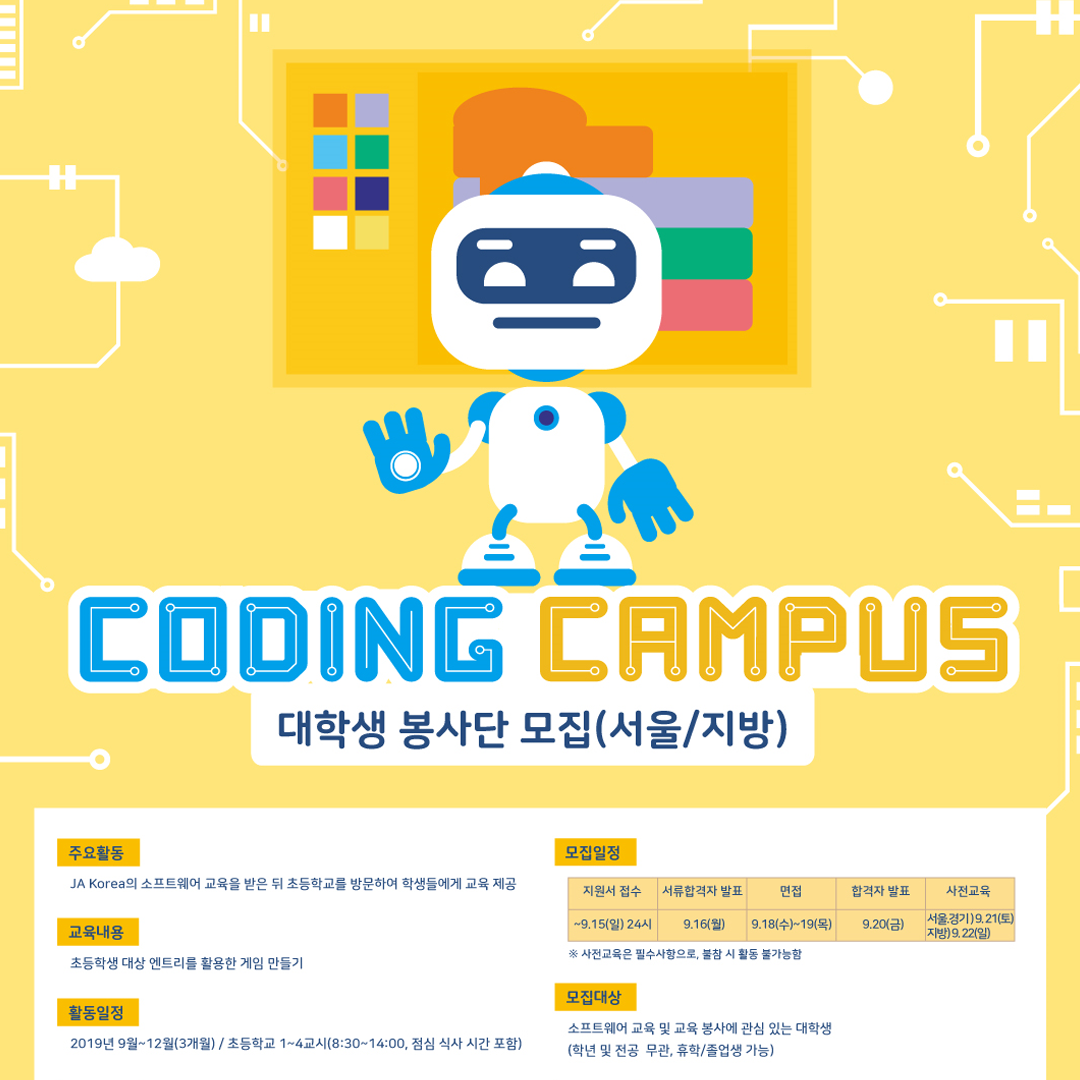 CODING CAMPUS
대학생 봉사단 모집(서울/지방)
주요활동
JA Korea의 소프트웨어 교육을 받은 뒤 초등학교를 방문하여 학생들에게 교육 제공
교육내용
초등학생 대상 엔트리를 활용한 게임 만들기
활동일정
2019년 9월~12월(3개월) / 초등학교 1~4교시(8:30~14:00, 점심 식사 시간 포함)
모집일정
지원서 접수 서류합격자 발표 면접 합격자 발표 사전교육
~9.15(일) 24시 9.16(월) 9.18(수)~19(목) 9.20(금) 서울.경기) 9. 21(토)
지방) 9. 22(일)
※ 사전교육은 필수사항으로, 불참 시 활동 불가능함
모집대상
소프트웨어 교육 및 교육 봉사에 관심 있는 대학생
(학년 및 전공 무관, 휴학/졸업생 가능)